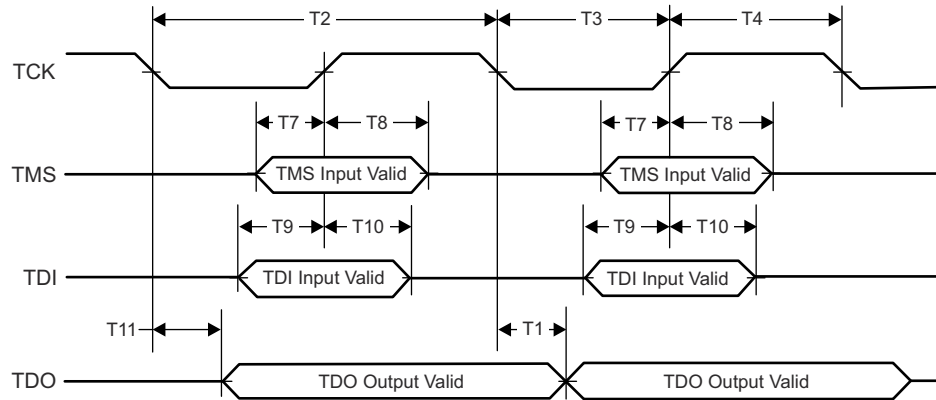 T2 T3 T4
TCK
T7 T8 T7 T8
TMS TMS Input Valid TMS Input Valid
T9 T10 T9 T10
TDI TDI Input Valid TDI Input Valid
T11 T1
TDO TDO Output Valid TDO Output Valid